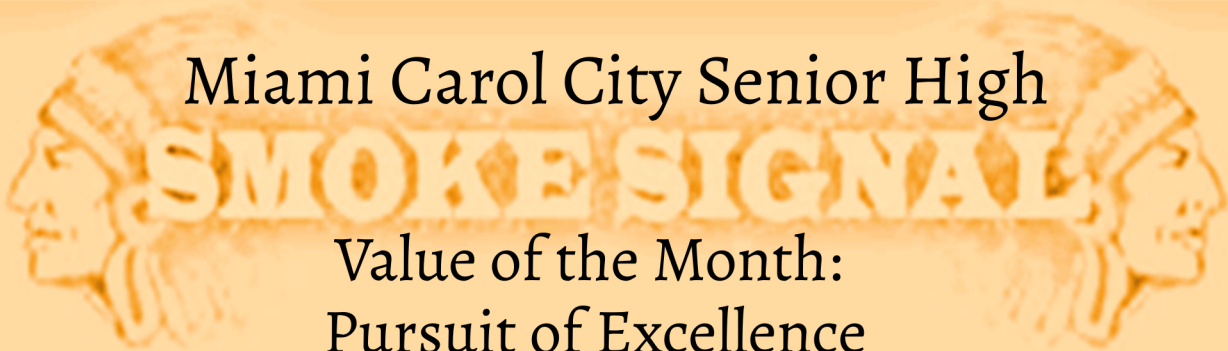 Miami Carol City Senior High
SMOKE SIGNAL
Value of the Month:
Pursuit of Excellence